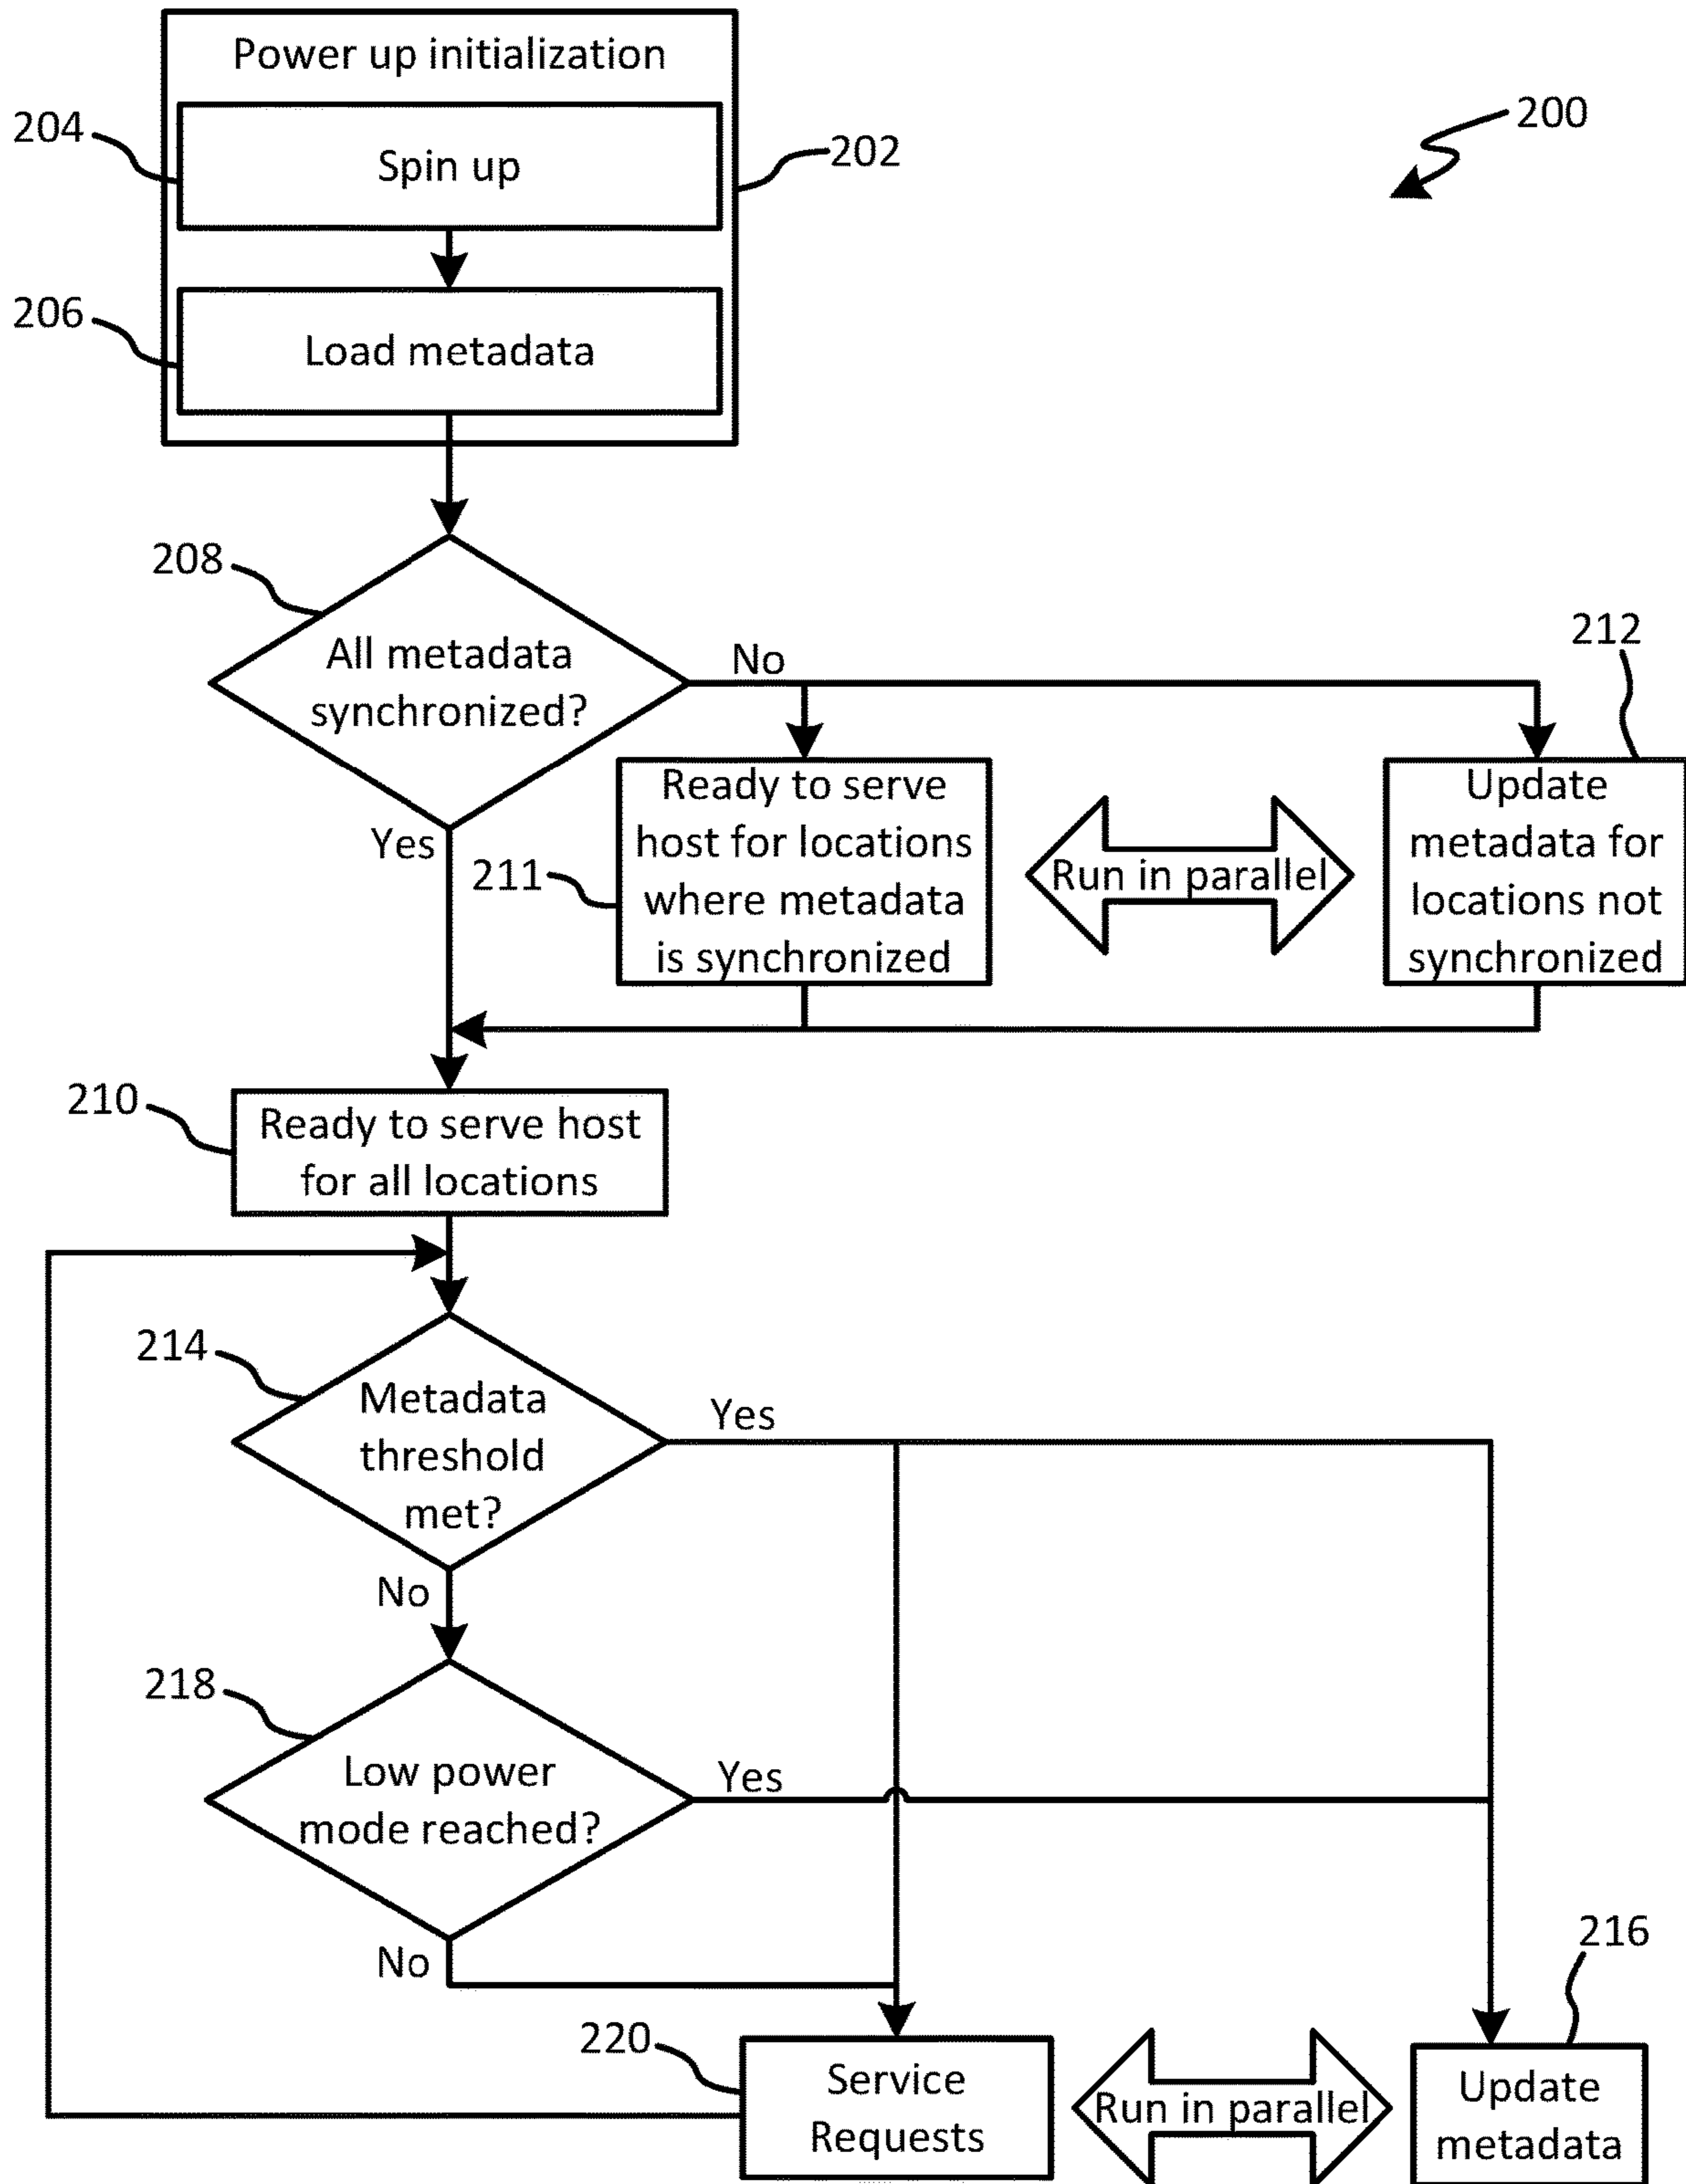 Power up initialization
200
204
Spin up
202
206
Load metadata
208
All metadata
synchronized?
No
212
Yes
211
Ready to serve
host for locations
where metadata
is synchronized
Run in parallel
Update
metadata for
locations not
synchronized
210
Ready to serve host
for all locations
214
Metadata
threshold
met?
Yes
No
218
Low power
mode reached?
Yes
No
216
220
Service
Requests
Run in parallel
Update
metadata